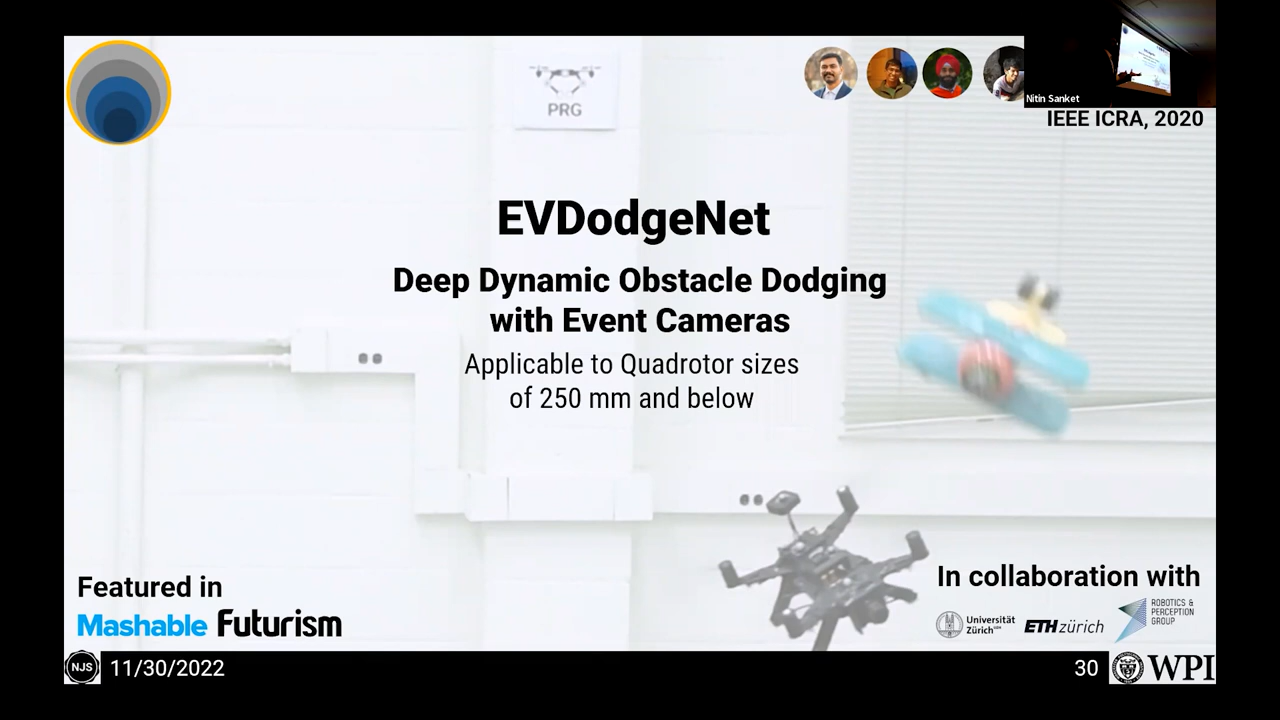 PRG
Nitin Sanket
IEEE ICRA, 2020
EVDodgeNet
Deep Dynamic Obstacle Dodging
with Event Cameras
Applicable to Quadrotor sizes
of 250 mm and below
Featured in
Mashable Futurism
In collaboration with
Universität
Zürich
ETH zürich
ROBOTICS &
PERCEPTION
GROUP
NJS 11/30/2022
30
WPI